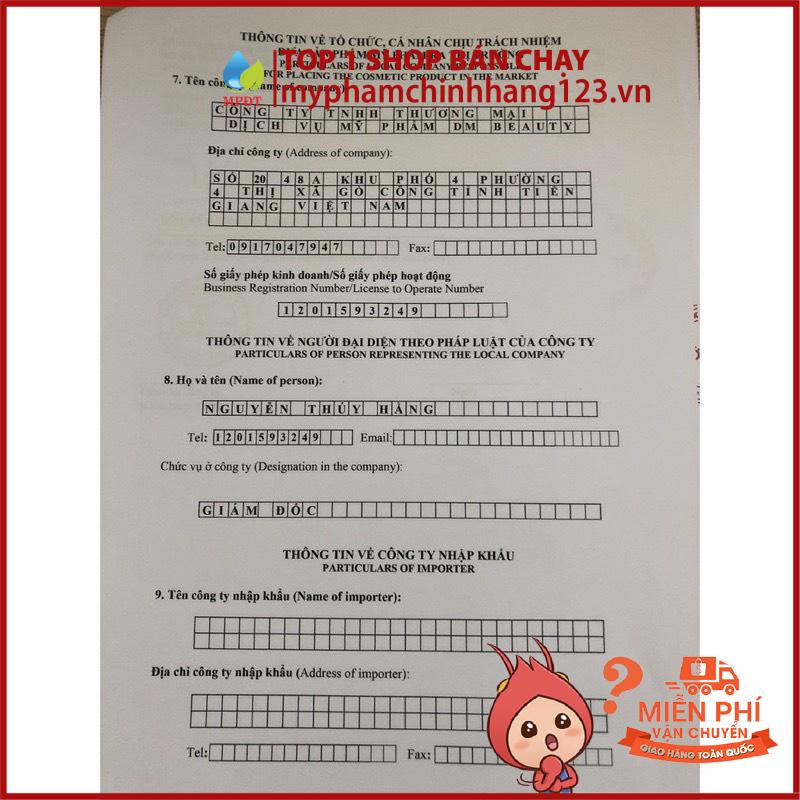 THÔNG TIN VỀ TỔ CHỨC, CÁ NHÂN CHỊU TRÁCH NHIỆM
TOP 1 SHOP BÁN CHẠY
FOR PLACING THE COSMETIC PRODUCT IN THE MARKET
MPĐT
myphamchinhhang123.vn
7. Tên công
CÔNG TY TNHH THƯƠNG MẠI
DỊCH VỤ MỸ PHẨM DM BEAUTY
Địa chỉ công ty (Address of company):
SỐ 2048A KHU PHỐ 4 PHƯỜNG
4 THỊ XÃ GÒ CÔNG TỈNH TIỀN
GIANG VIỆT NAM
Tel: 0917047947 Fax:
Số giấy phép kinh doanh/Số giấy phép hoạt động
Business Registration Number/License to Operate Number
1201593249
THÔNG TIN VỀ NGƯỜI ĐẠI DIỆN THEO PHÁP LUẬT CỦA CÔNG TY
PARTICULARS OF PERSON REPRESENTING THE LOCAL COMPANY
8. Họ và tên (Name of person):
NGUYỄN THÚY HẰNG
Tel: 1201593249 Email:
Chức vụ ở công ty (Designation in the company):
GIÁM ĐỐC
THÔNG TIN VỀ CÔNG TY NHẬP KHẨU
PARTICULARS OF IMPORTER
9. Tên công ty nhập khẩu (Name of importer):
Địa chỉ công ty nhập khẩu (Address of importer):
Tel: Fax:
?
MIỄN PHÍ
VẬN CHUYỂN
GIAO HÀNG TOÀN QUỐC